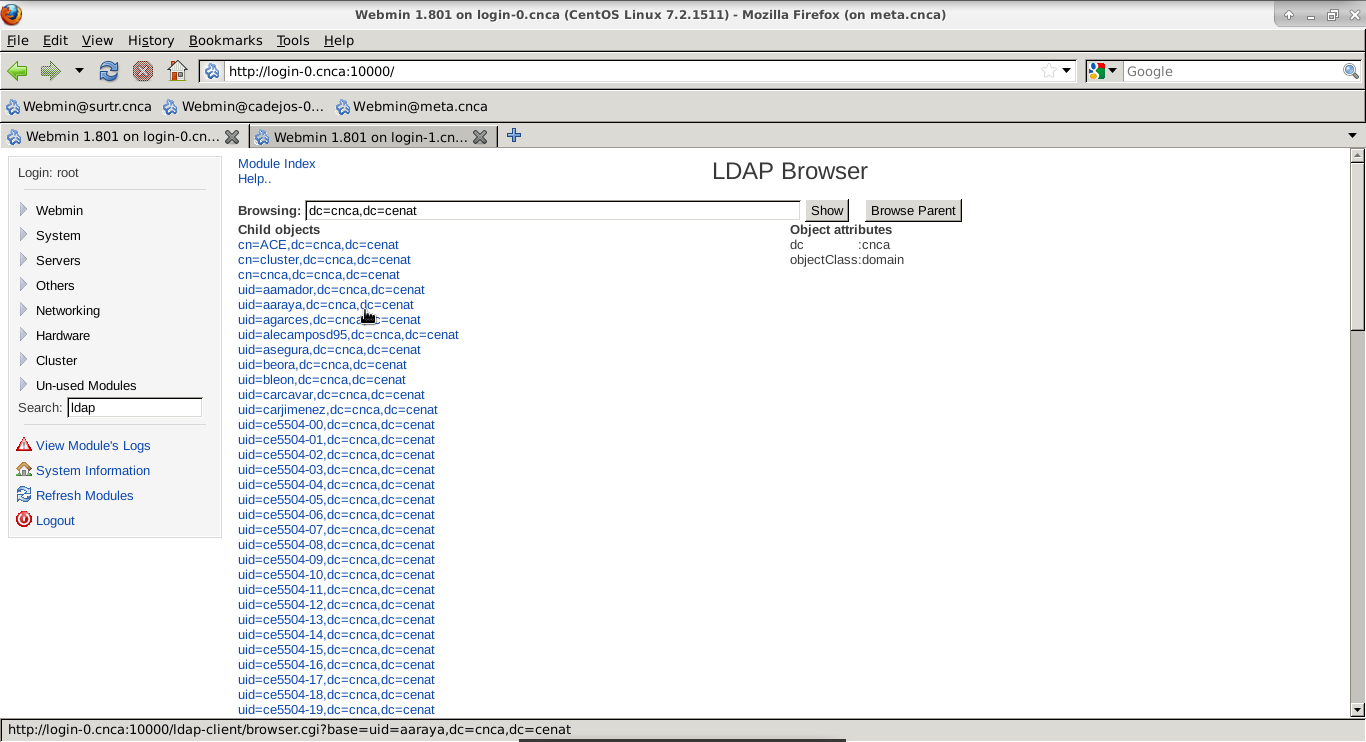 Webmin 1.801 on login-0.cnca (CentOS Linux 7.2.1511) - Mozilla Firefox (on meta.cnca)
File Edit View History Bookmarks Tools Help
http://login-0.cnca:10000/ Google
Webmin@surtr.cnca Webmin@cadejos-0... Webmin@meta.cnca
Webmin 1.801 on login-0.cn... Webmin 1.801 on login-1.cn...
Login: root
Webmin
System
Servers
Others
Networking
Hardware
Cluster
Un-used Modules
Search: ldap
View Module's Logs
System Information
Refresh Modules
Logout
Module Index
Help..
LDAP Browser
Browsing: dc=cnca,dc=cenat Show Browse Parent
Child objects
cn=ACE,dc=cnca,dc=cenat
cn=cluster,dc=cnca,dc=cenat
cn=cnca,dc=cnca,dc=cenat
uid=aamador,dc=cnca,dc=cenat
uid=aaraya,dc=cnca,dc=cenat
uid=agarces,dc=cnca,dc=cenat
uid=alecamposd95,dc=cnca,dc=cenat
uid=asegura,dc=cnca,dc=cenat
uid=beora,dc=cnca,dc=cenat
uid=bleon,dc=cnca,dc=cenat
uid=carcavar,dc=cnca,dc=cenat
uid=carjimenez,dc=cnca,dc=cenat
uid=ce5504-00,dc=cnca,dc=cenat
uid=ce5504-01,dc=cnca,dc=cenat
uid=ce5504-02,dc=cnca,dc=cenat
uid=ce5504-03,dc=cnca,dc=cenat
uid=ce5504-04,dc=cnca,dc=cenat
uid=ce5504-05,dc=cnca,dc=cenat
uid=ce5504-06,dc=cnca,dc=cenat
uid=ce5504-07,dc=cnca,dc=cenat
uid=ce5504-08,dc=cnca,dc=cenat
uid=ce5504-09,dc=cnca,dc=cenat
uid=ce5504-10,dc=cnca,dc=cenat
uid=ce5504-11,dc=cnca,dc=cenat
uid=ce5504-12,dc=cnca,dc=cenat
uid=ce5504-13,dc=cnca,dc=cenat
uid=ce5504-14,dc=cnca,dc=cenat
uid=ce5504-15,dc=cnca,dc=cenat
uid=ce5504-16,dc=cnca,dc=cenat
uid=ce5504-17,dc=cnca,dc=cenat
uid=ce5504-18,dc=cnca,dc=cenat
uid=ce5504-19,dc=cnca,dc=cenat
Object attributes
dc :cnca
objectClass:domain
http://login-0.cnca:10000/ldap-client/browser.cgi?base=uid=aaraya,dc=cnca,dc=cenat